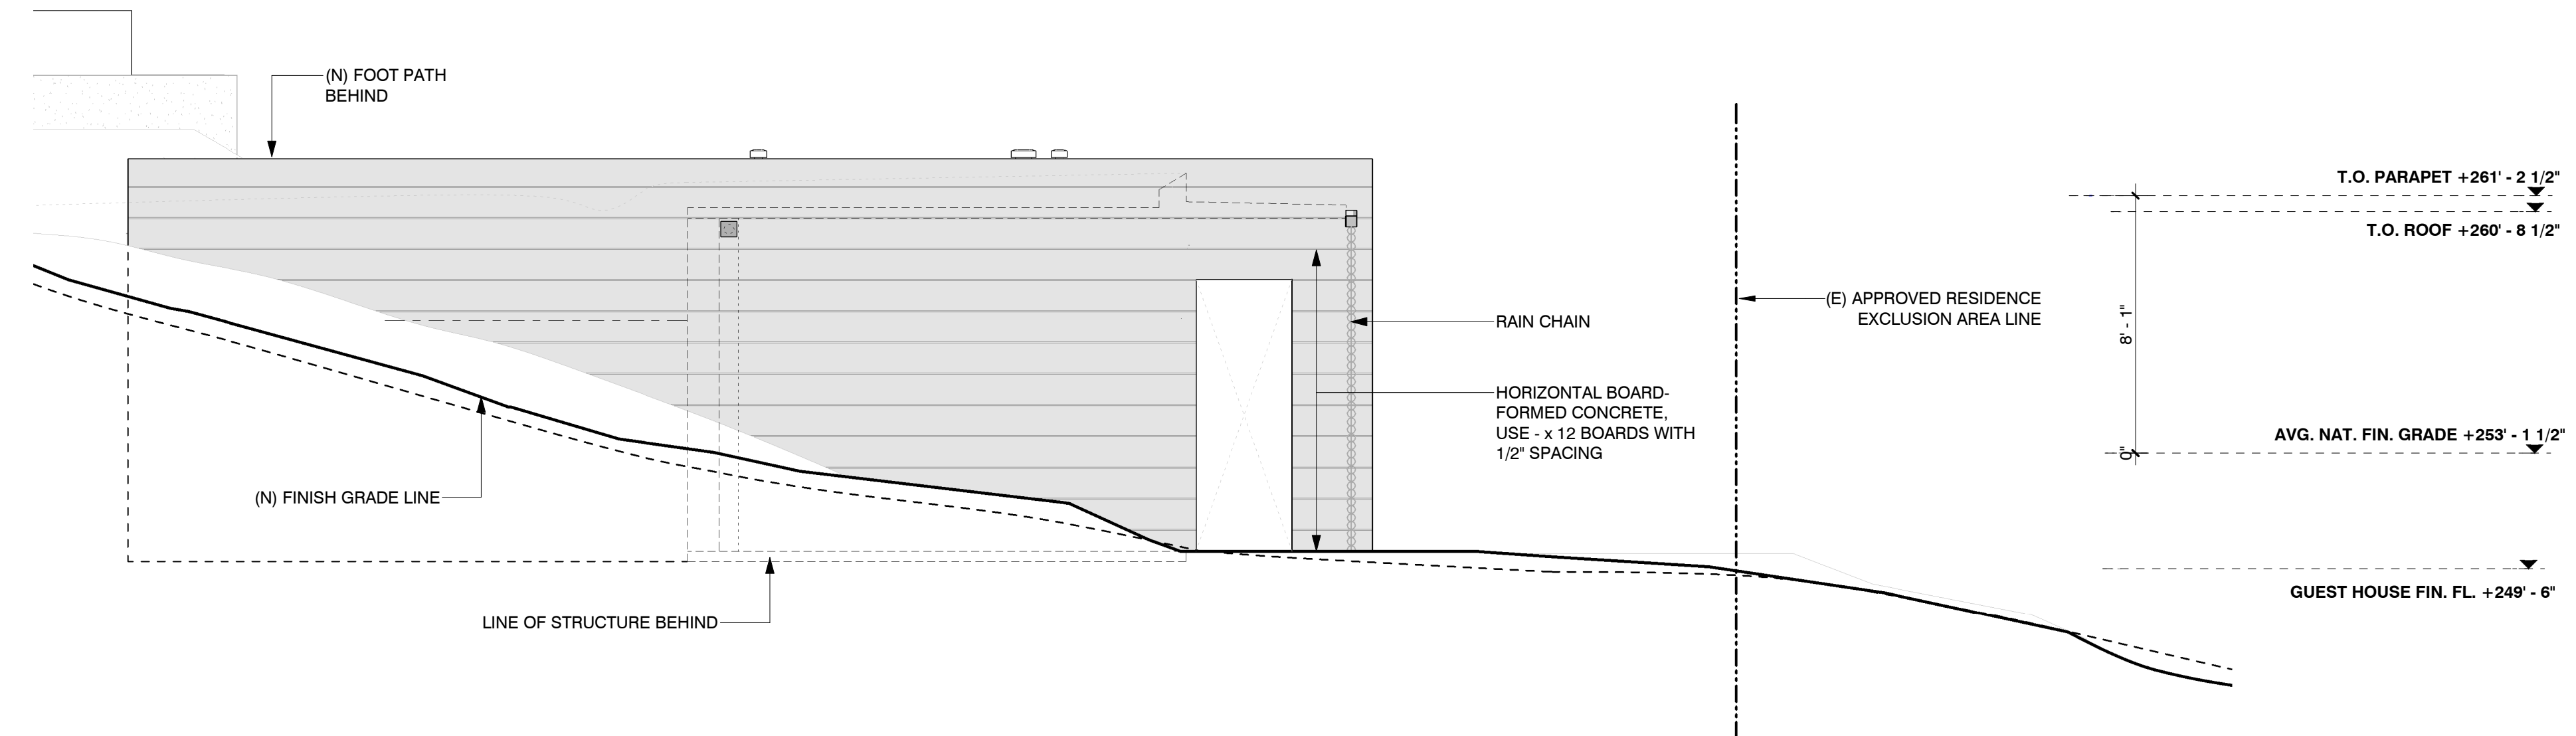 (N) FOOT PATH
BEHIND
T.O. PARAPET +261' - 2 1/2"
T.O. ROOF +260' - 8 1/2"
(E) APPROVED RESIDENCE
EXCLUSION AREA LINE
RAIN CHAIN
8' - 1"
HORIZONTAL BOARD-
FORMED CONCRETE,
USE - x 12 BOARDS WITH
1/2" SPACING
AVG. NAT. FIN. GRADE +253' - 1 1/2"
0"
(N) FINISH GRADE LINE
GUEST HOUSE FIN. FL. +249' - 6"
LINE OF STRUCTURE BEHIND